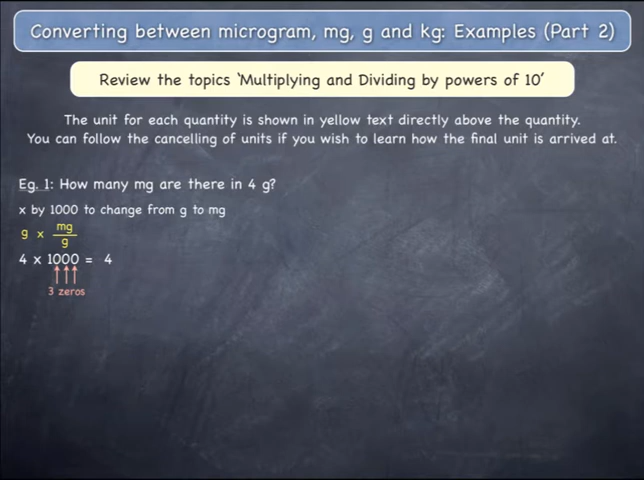 Converting between microgram, mg, g and kg: Examples (Part 2)
Review the topics 'Multiplying and Dividing by powers of 10'
The unit for each quantity is shown in yellow text directly above the quantity.
You can follow the cancelling of units if you wish to learn how the final unit is arrived at.
Eg. 1: How many mg are there in 4 g?
x by 1000 to change from g to mg
g x mg/g
4 x 1000 = 4
3 zeros